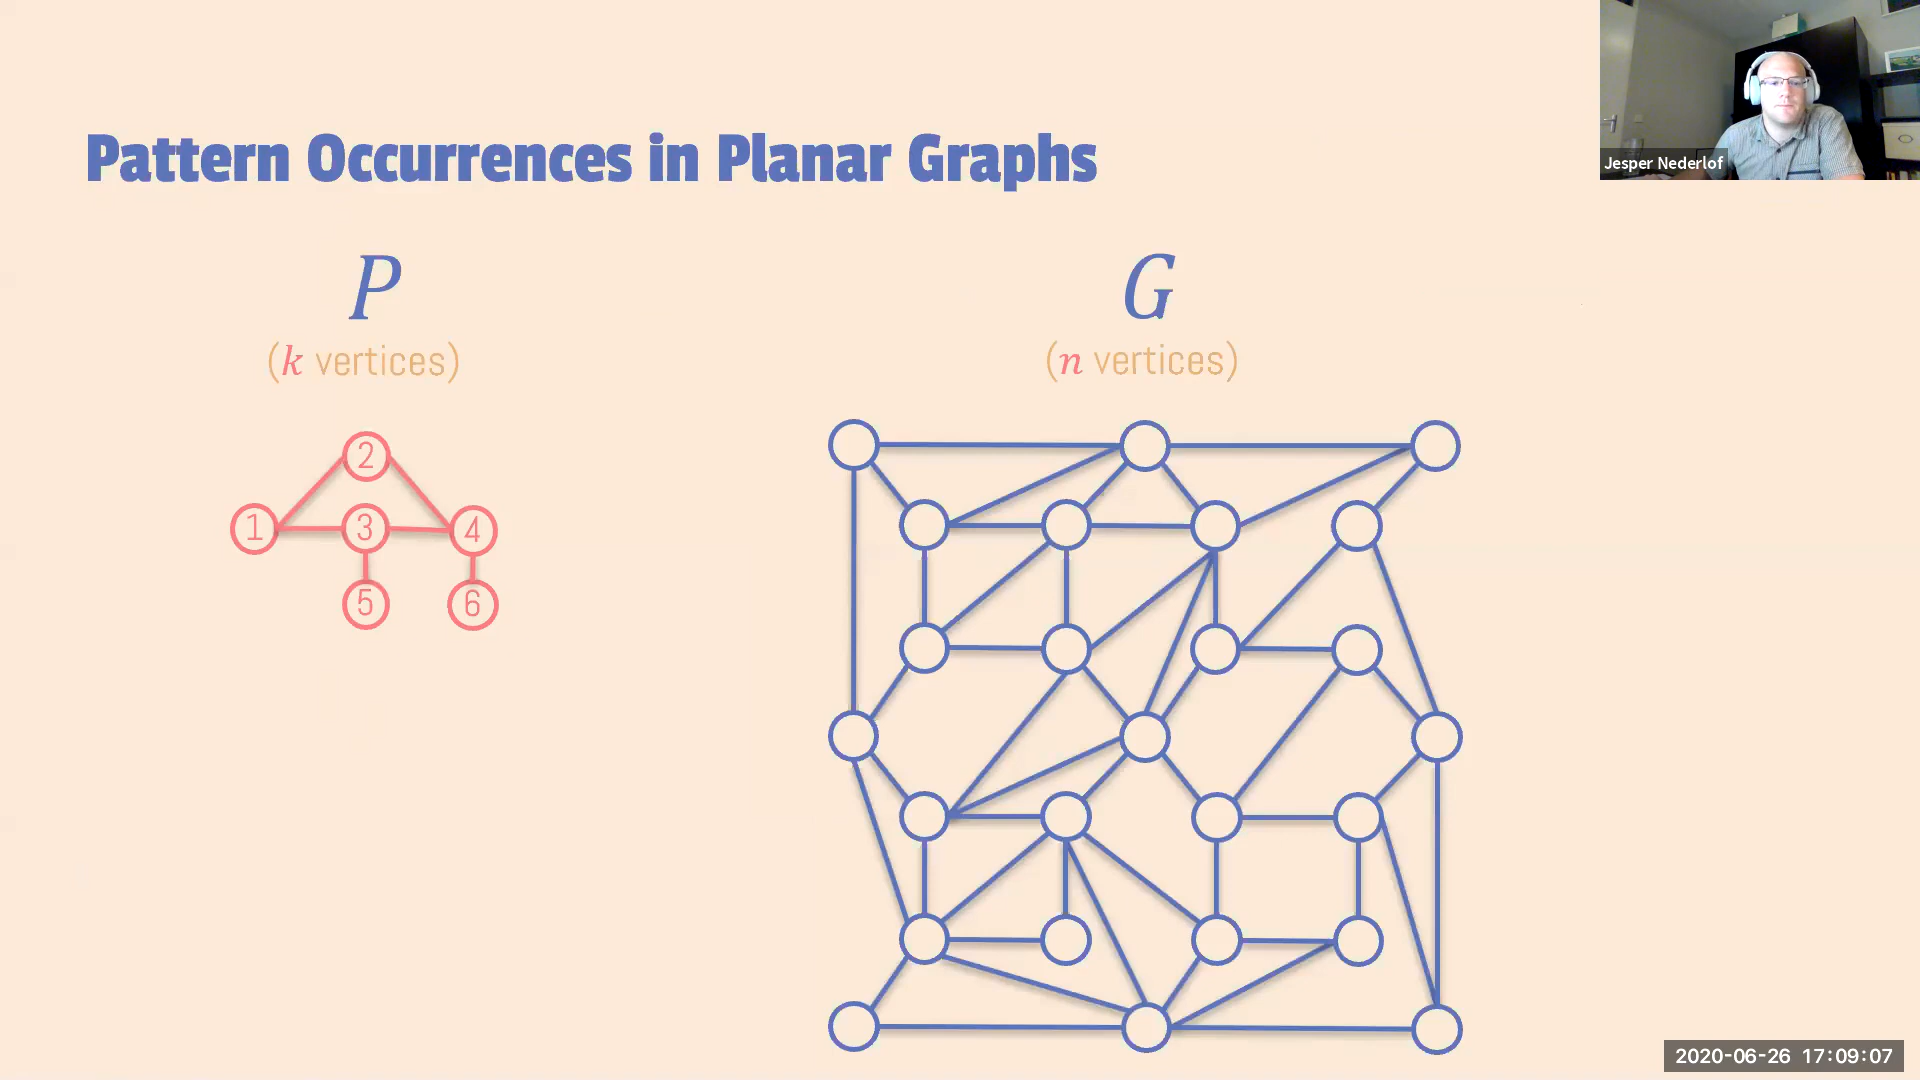 Pattern Occurrences in Planar Graphs
Jesper Nederlof
P
G
(k vertices)
(n vertices)
2
1
3
4
5
6
2020-06-26 17:09:07